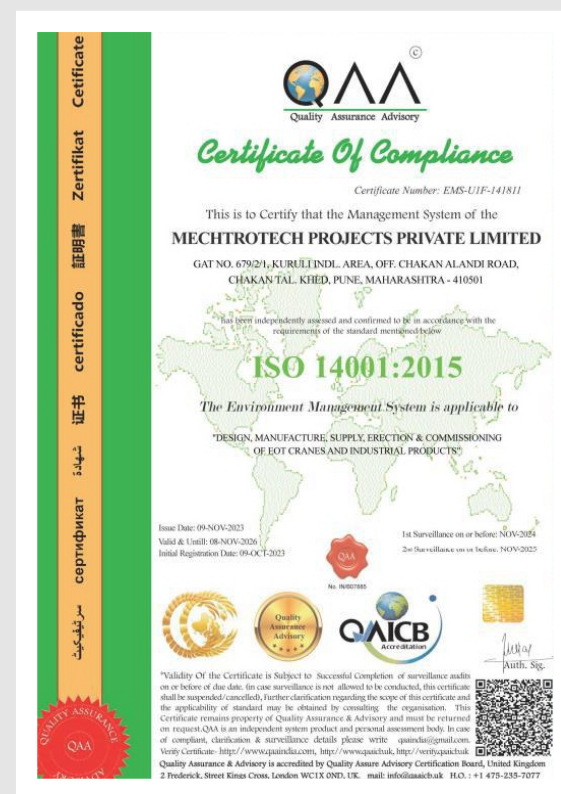 QAA
©
Quality Assurance Advisory
Certificate Of Compliance
Certificate Number: EMS-U1F-141811
This is to Certify that the Management System of the
MECHTROTECH PROJECTS PRIVATE LIMITED
GAT NO. 679/2/1, KURULI INDL. AREA, OFF. CHAKAN ALANDI ROAD,
CHAKAN TAL. KHED, PUNE, MAHARASHTRA - 410501
has been independently assessed and confirmed to be in accordance with the
requirements of the standard mentioned below
ISO 14001:2015
The Environment Management System is applicable to
"DESIGN, MANUFACTURE, SUPPLY, ERECTION & COMMISSIONING
OF EOT CRANES AND INDUSTRIAL PRODUCTS"
Issue Date: 09-NOV-2023
Valid & Untill: 08-NOV-2026
Initial Registration Date: 09-OCT-2023
1st Surveillance on or before: NOV-2024
2nd Surveillance on or before: NOV-2025
QAA
Quality
Assurance
Advisory
QAICB
Accreditation
Auth. Sig.
"Validity Of the Certificate is Subject to Successful Completion of surveillance audits
on or before of due date. (in case surveillance is not allowed to be conducted, this certificate
shall be suspended/cancelled). Further clarification regarding the scope of this certificate and
the applicability of standard may be obtained by consulting the organisation. This
Certificate remains property of Quality Assurance & Advisory and must be returned
on request.QAA is an independent system product and personal assessment body. In case
of compliant, clarification & surveillance details please write qaaindia@gmail.com.
Verify Certificate- http://www.qaaindia.com,
Quality Assurance & Advisory is accredited by Quality Assure Advisory Certification Board, United Kingdom
2 Frederick, Street Kings Cross, London WC1X 0ND, UK. mail: info@qaaicb.uk H.O. : +1 475-235-7077
Cetificate
Zertifikat
証明書
certificado
证书
شهادة
сертификат
سرٹیفیکیٹ
QUALITY ASSURANCE
QAA